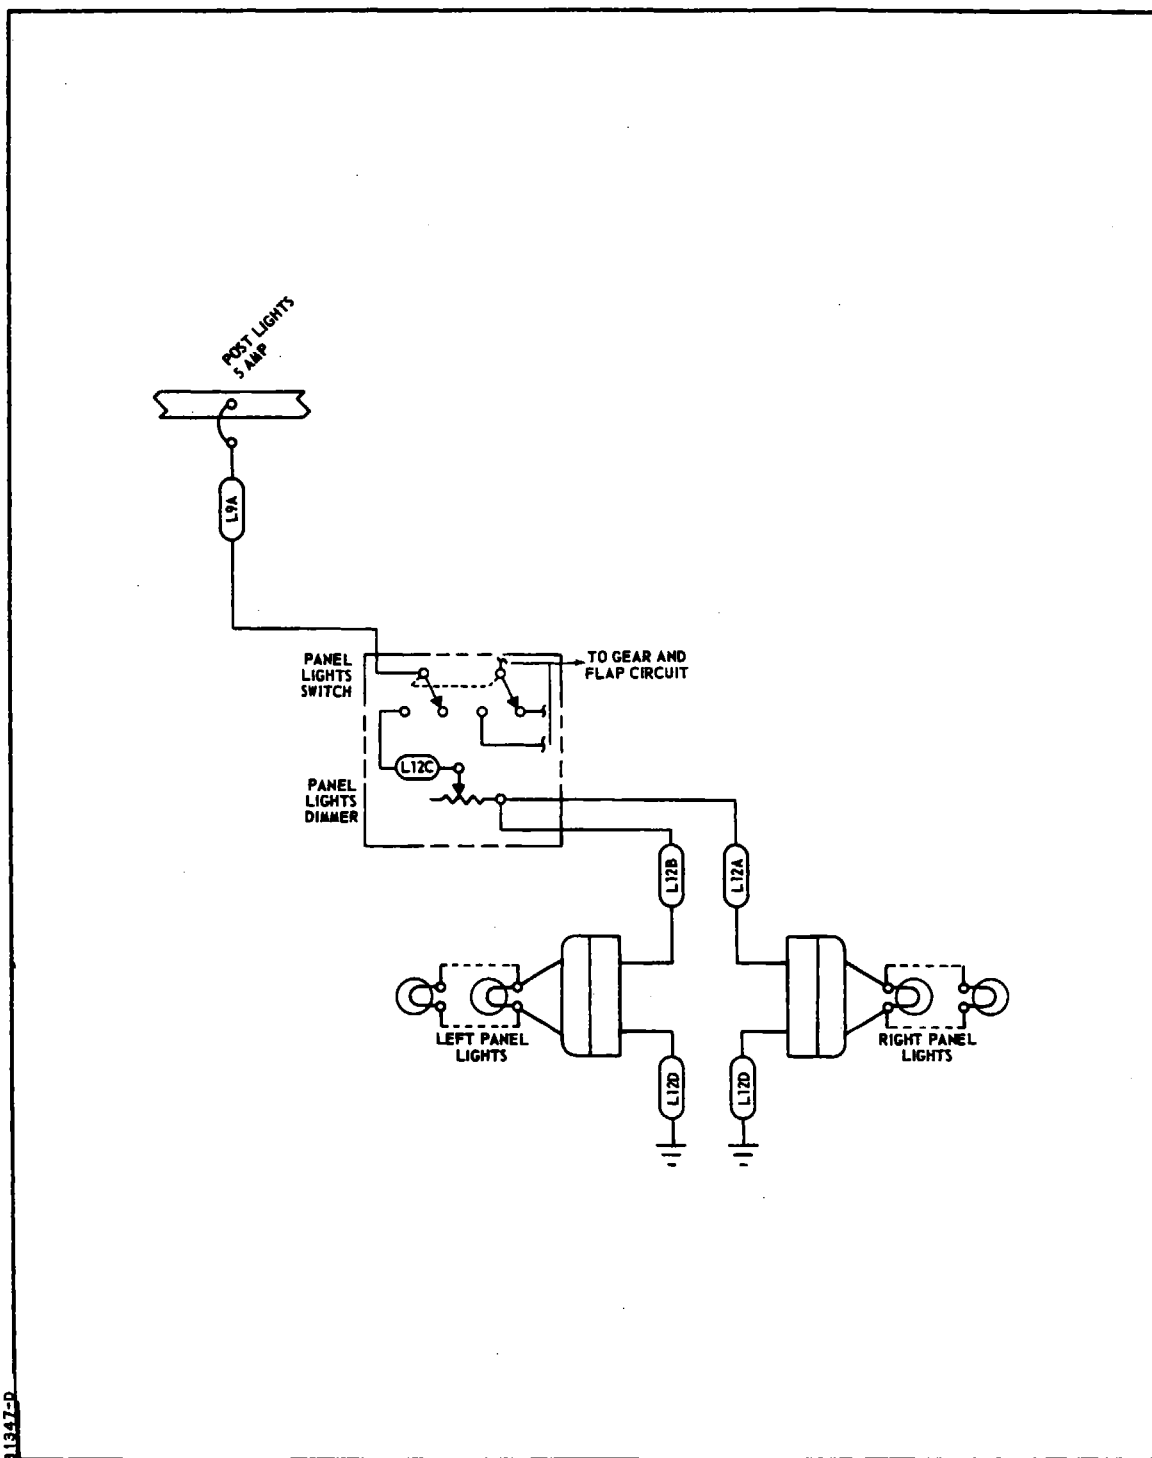 POST LIGHTS
5 AMP
L9A
PANEL
LIGHTS
SWITCH
TO GEAR AND
FLAP CIRCUIT
L12C
PANEL
LIGHTS
DIMMER
L12B
L12A
LEFT PANEL
LIGHTS
RIGHT PANEL
LIGHTS
L12D
L12D